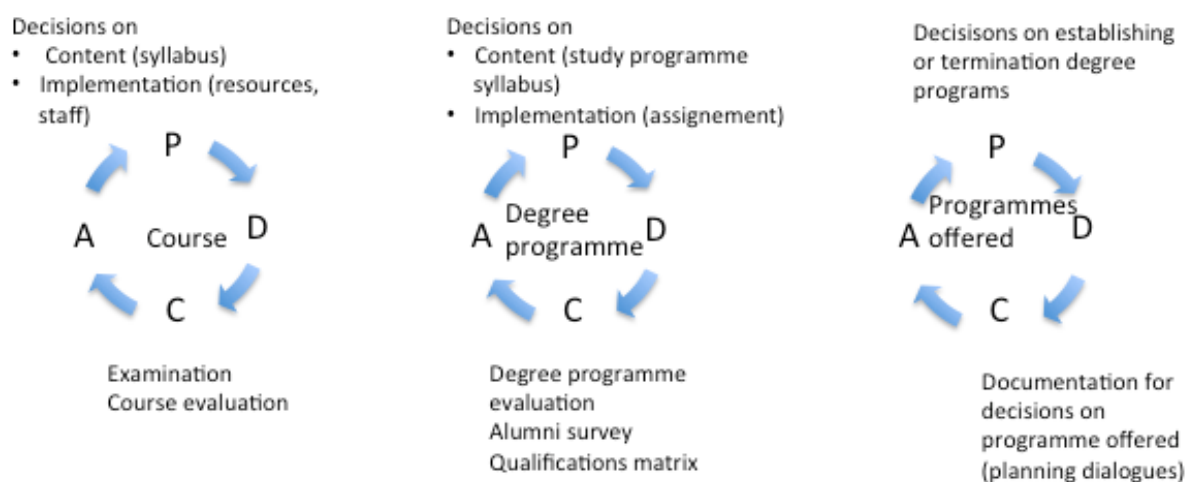 Decisions on
• Content (syllabus)
• Implementation (resources,
staff)
P
A
Course
D
C
Examination
Course evaluation
Decisions on
• Content (study programme
syllabus)
• Implementation (assignement)
P
Degree
A
programme
D
C
Degree programme
evaluation
Alumni survey
Qualifications matrix
Decisisons on establishing
or termination degree
programs
P
Programmes
A
offered
D
C
Documentation for
decisions on
programme offered
(planning dialogues)